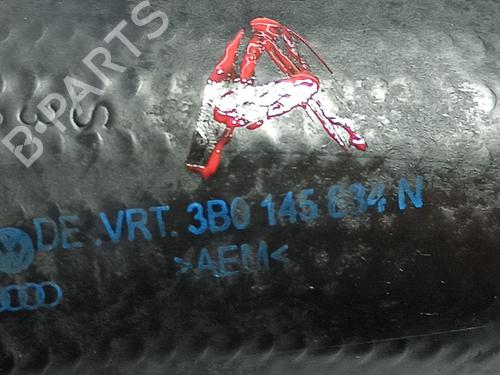 B-PARTS
A
DE .VRT. 3B0 145 834 N
>AEM<